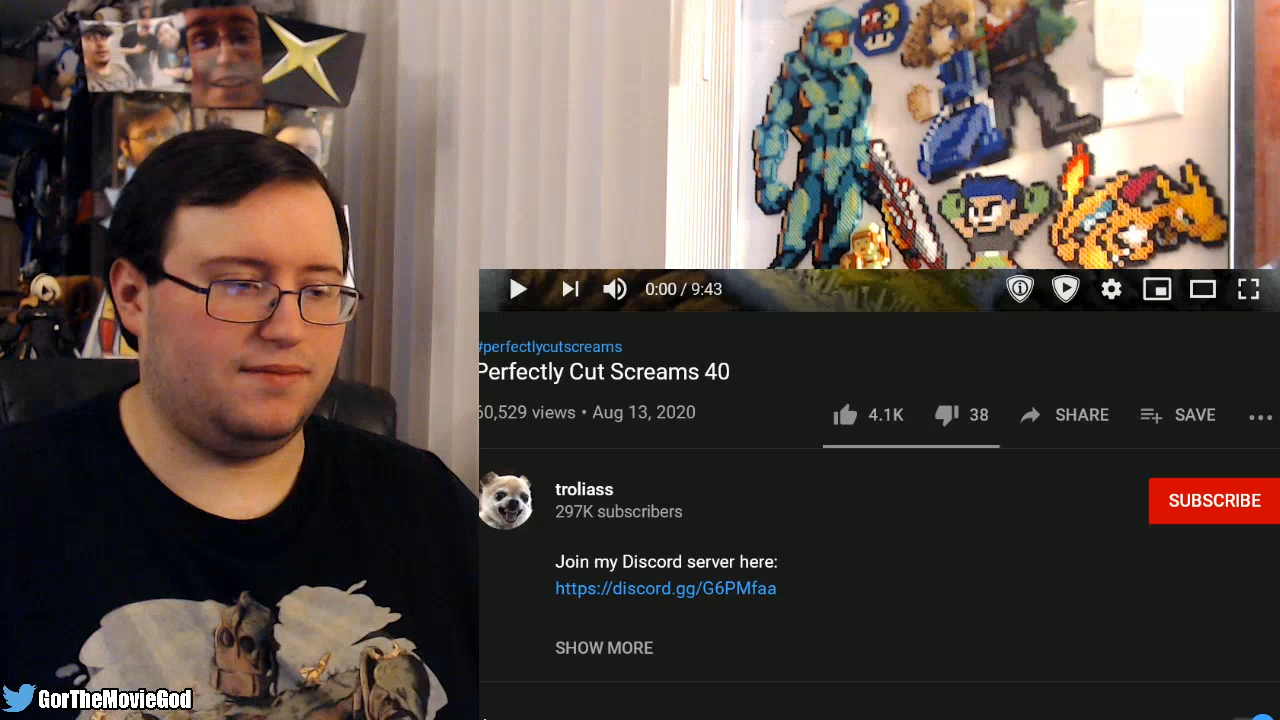 0:00 / 9:43
#perfectlycutscreams
Perfectly Cut Screams 40
60,529 views • Aug 13, 2020
4.1K
38
SHARE
SAVE
troliass
297K subscribers
SUBSCRIBE
Join my Discord server here:
https://discord.gg/G6PMfaa
SHOW MORE
GorTheMovieGod